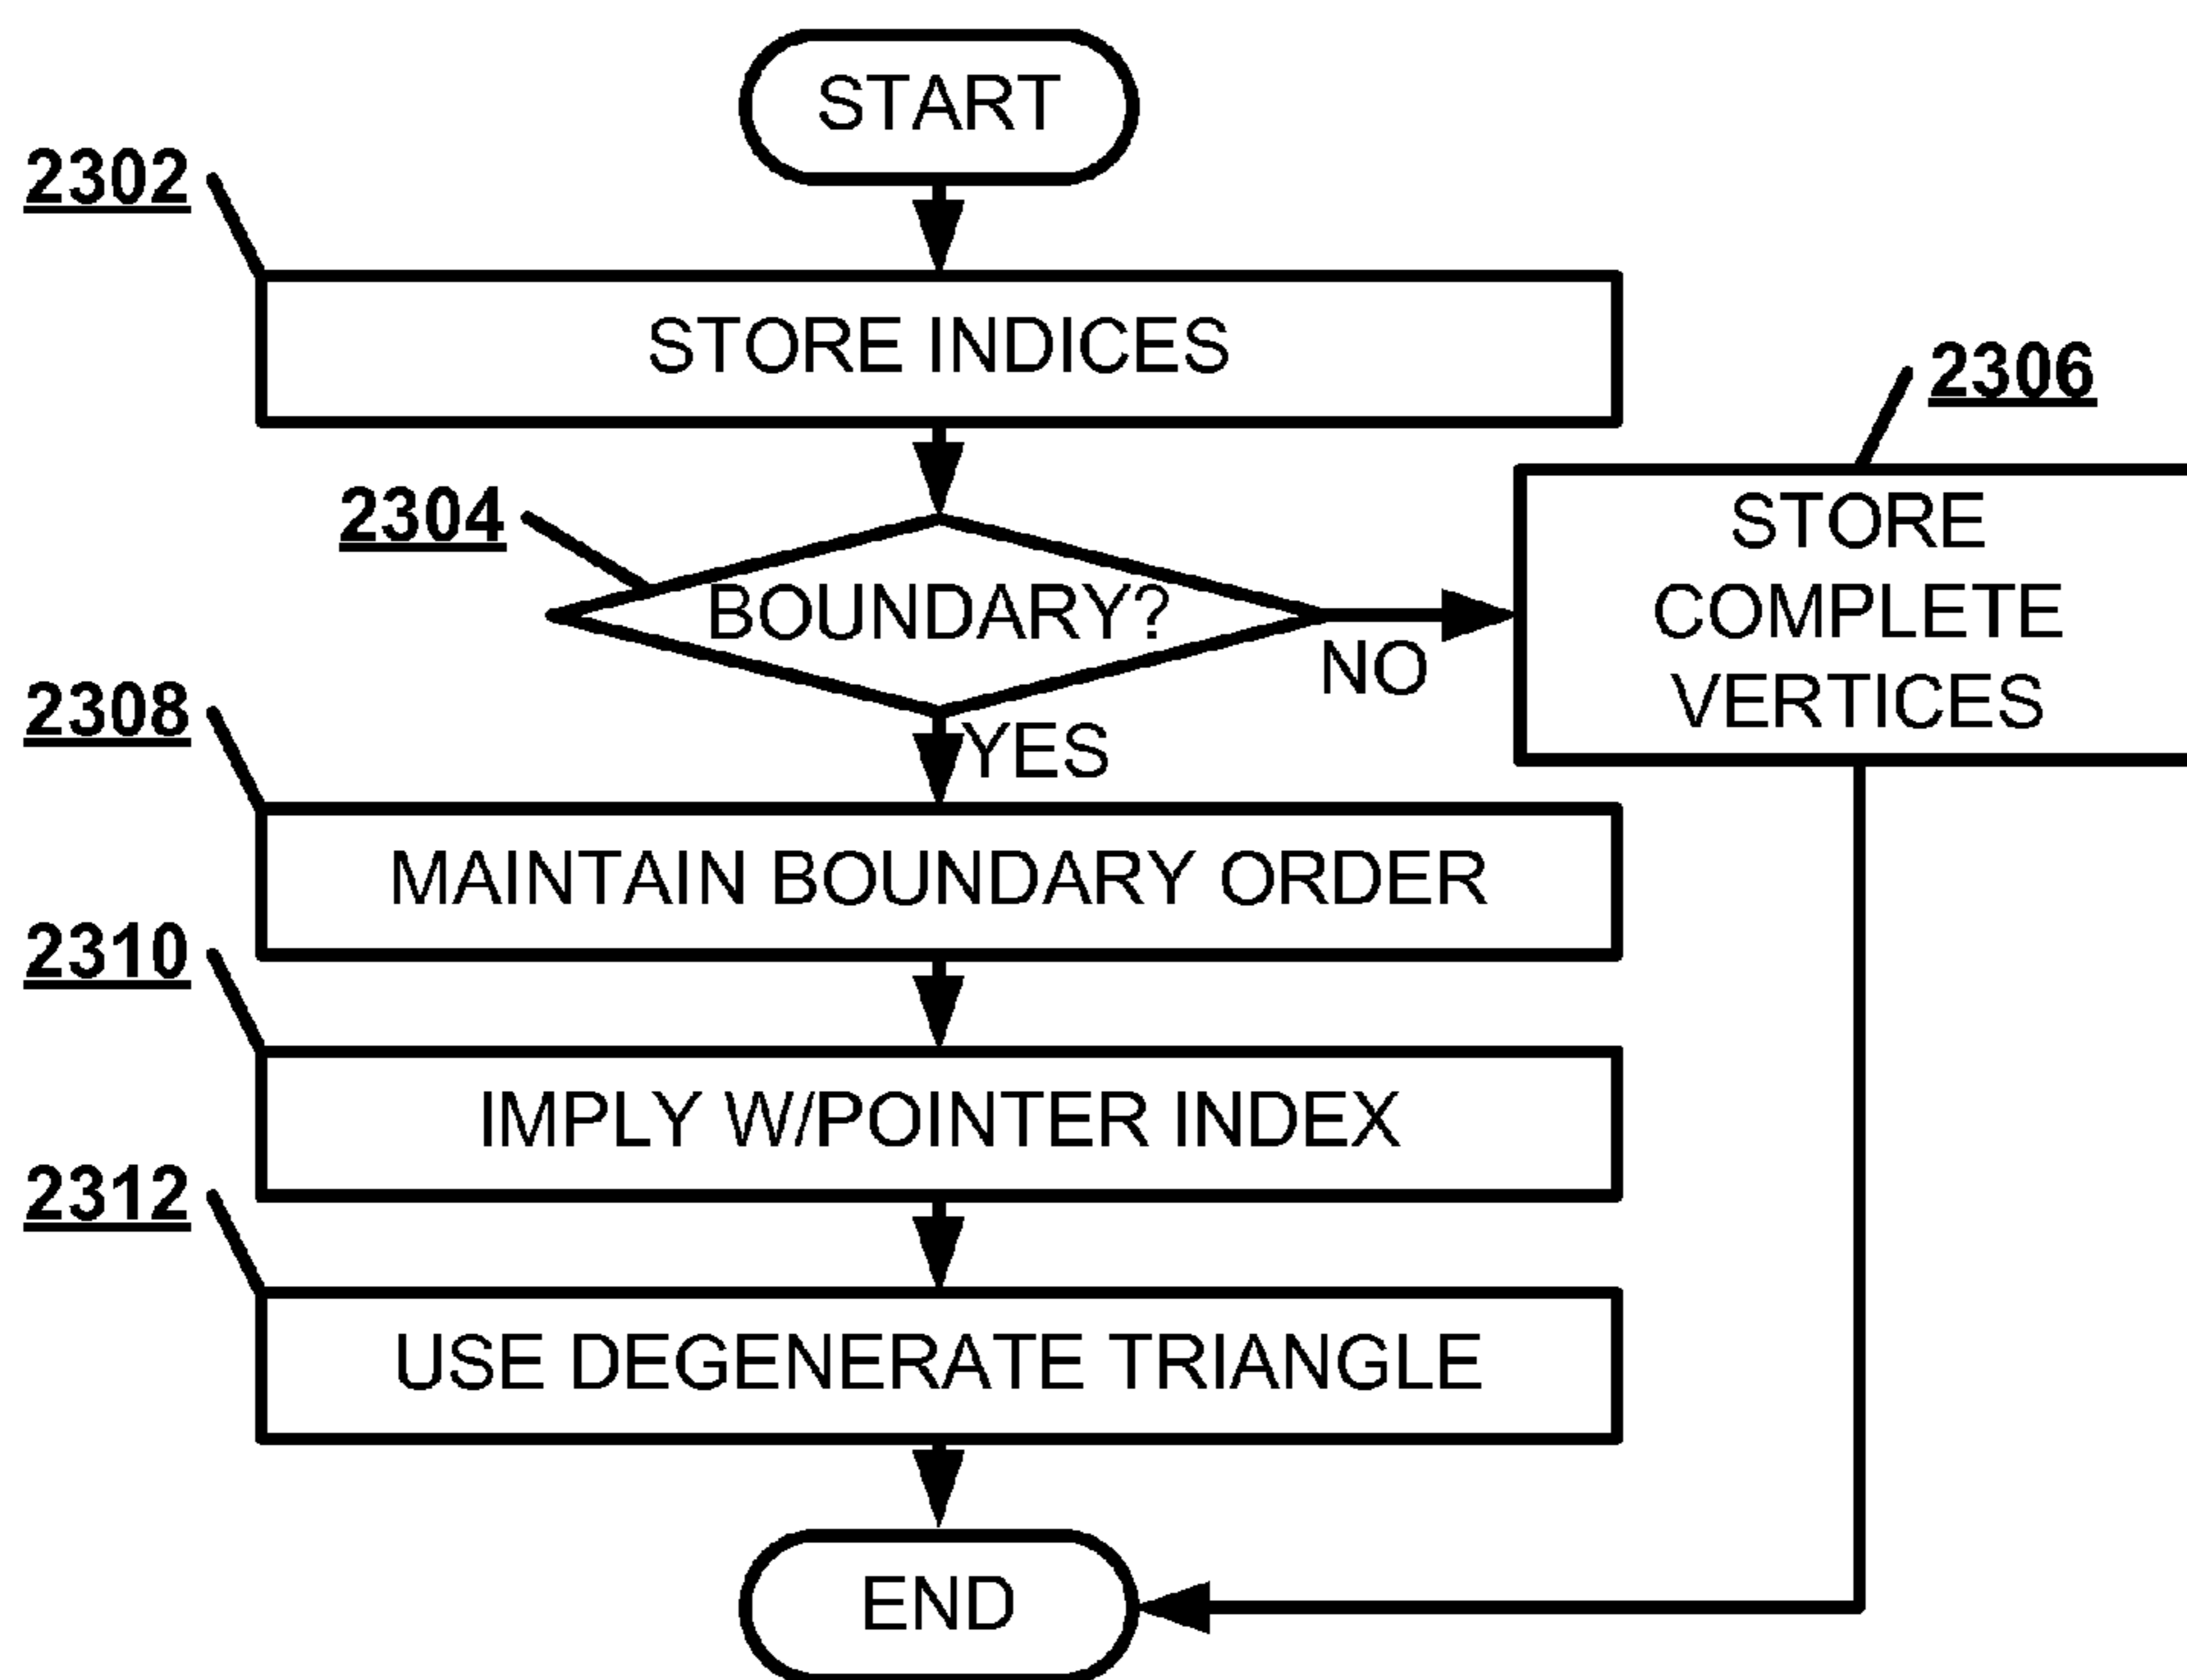 START
2302
STORE INDICES
2306
STORE
COMPLETE
VERTICES
2304
BOUNDARY?
NO
YES
2308
MAINTAIN BOUNDARY ORDER
2310
IMPLY W/POINTER INDEX
2312
USE DEGENERATE TRIANGLE
END